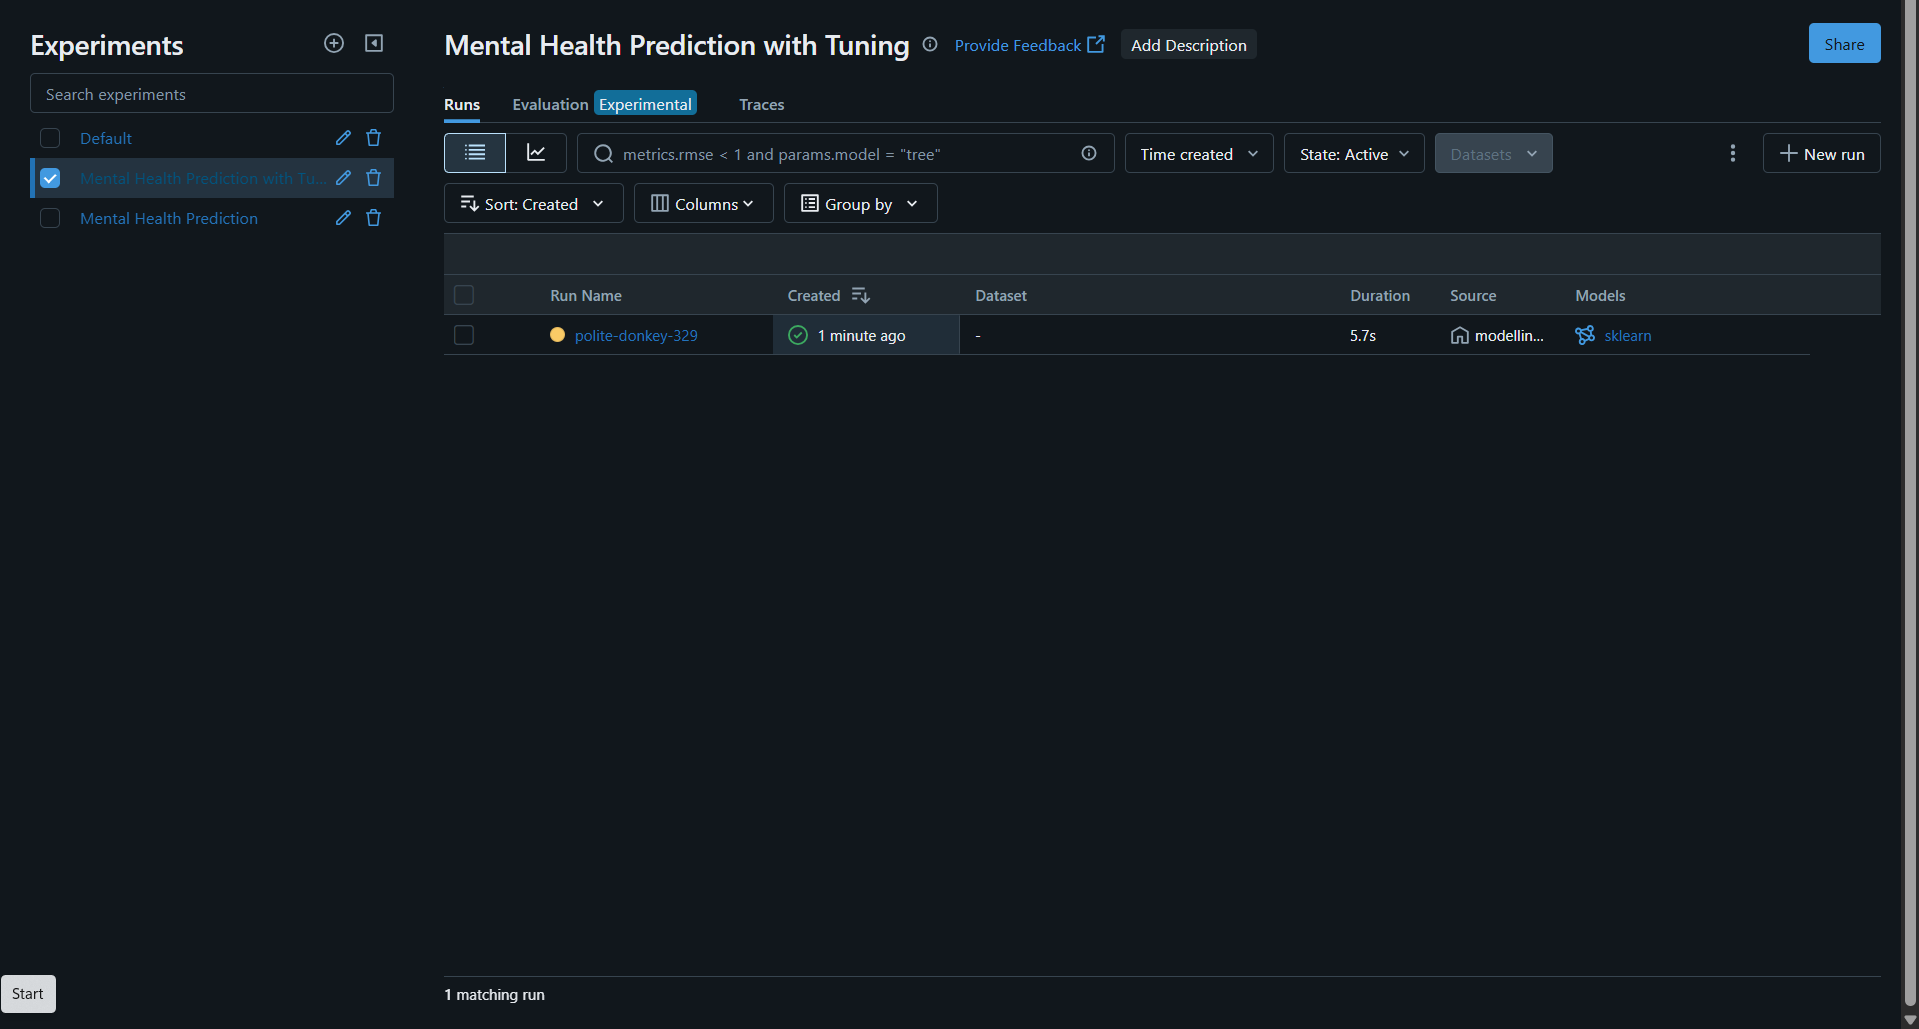 Experiments
Search experiments
Default
Mental Health Prediction with Tu...
Mental Health Prediction
Mental Health Prediction with Tuning Provide Feedback Add Description
Share
Runs Evaluation Experimental Traces
metrics.rmse < 1 and params.model = "tree" Time created State: Active Datasets New run
Sort: Created Columns Group by
Run Name Created Dataset Duration Source Models
polite-donkey-329 1 minute ago - 5.7s modellin... sklearn
1 matching run
Start